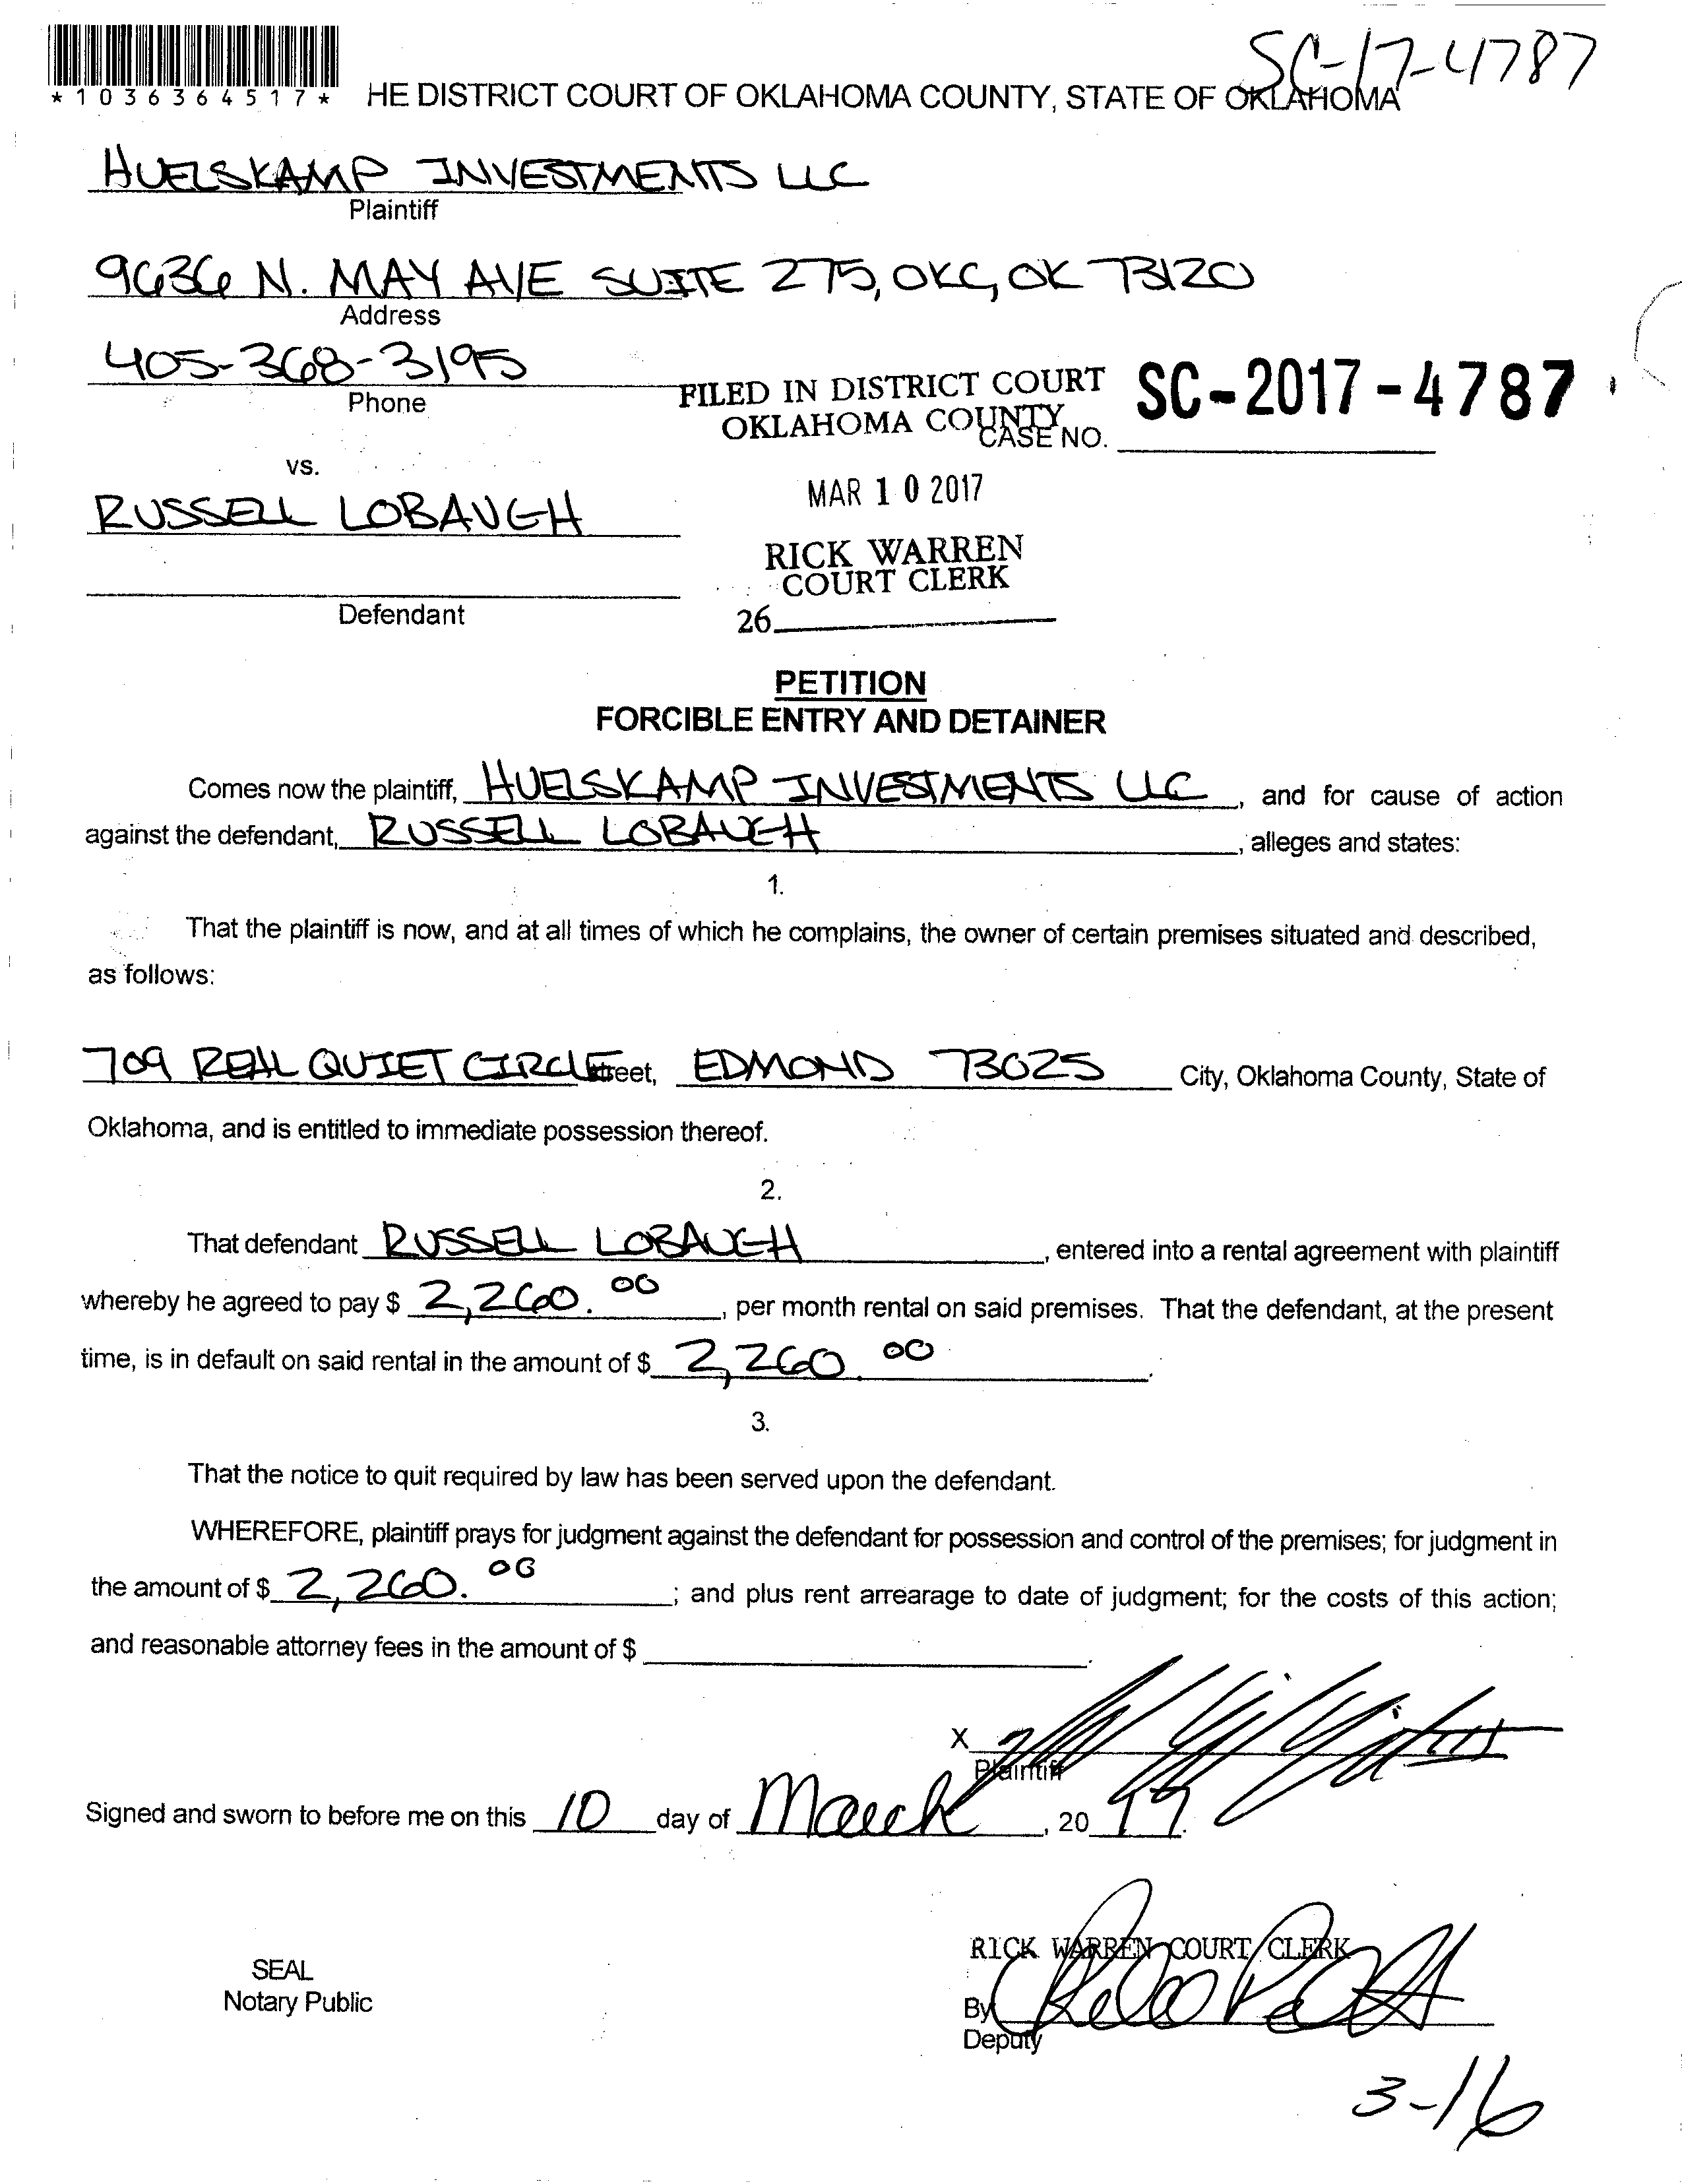 SC-17-4787
*1036364517*
HE DISTRICT COURT OF OKLAHOMA COUNTY, STATE OF OKLAHOMA
HUELSKAMP INVESTMENTS LLC
Plaintiff
9636 N. MAY AVE SUITE 275, OKC, OK 73120
Address
405-368-3195
Phone
FILED IN DISTRICT COURT
OKLAHOMA COUNTY
SC-2017-4787
CASE NO.
vs.
MAR 10 2017
RUSSELL LOBAUGH
RICK WARREN
COURT CLERK
Defendant
26
PETITION
FORCIBLE ENTRY AND DETAINER
Comes now the plaintiff, HUELSKAMP INVESTMENTS LLC, and for cause of action
against the defendant, RUSSELL LOBAUGH, alleges and states:
1.
That the plaintiff is now, and at all times of which he complains, the owner of certain premises situated and described,
as follows:
709 REAL QUIET CIRCLE Street, EDMOND 73025 City, Oklahoma County, State of
Oklahoma, and is entitled to immediate possession thereof.
2.
That defendant RUSSELL LOBAUGH, entered into a rental agreement with plaintiff
whereby he agreed to pay $ 2,260.00, per month rental on said premises. That the defendant, at the present
time, is in default on said rental in the amount of $ 2,260.00.
3.
That the notice to quit required by law has been served upon the defendant.
WHEREFORE, plaintiff prays for judgment against the defendant for possession and control of the premises; for judgment in
the amount of $ 2,260.00; and plus rent arrearage to date of judgment; for the costs of this action;
and reasonable attorney fees in the amount of $ .
X
Plaintiff
Signed and sworn to before me on this 10 day of March, 2017.
RICK WARREN COURT CLERK
SEAL
Notary Public
By
Deputy
3-16